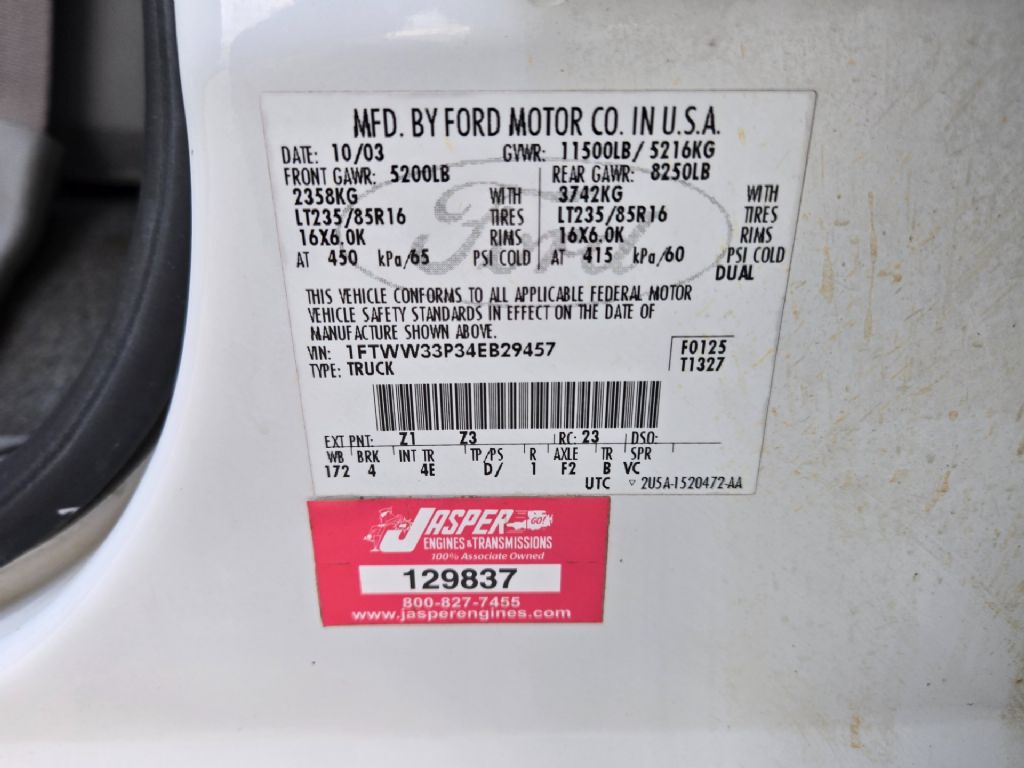 MFD. BY FORD MOTOR CO. IN U.S.A.
DATE: 10/03 GVWR: 11500LB/ 5216KG
FRONT GAWR: 5200LB REAR GAWR: 8250LB
2358KG WITH 3742KG WITH
LT235/85R16 TIRES LT235/85R16 TIRES
16X6.0K RIMS 16X6.0K RIMS
AT 450 kPa/65 PSI COLD AT 415 kPa/60 PSI COLD
DUAL
Ford
THIS VEHICLE CONFORMS TO ALL APPLICABLE FEDERAL MOTOR
VEHICLE SAFETY STANDARDS IN EFFECT ON THE DATE OF
MANUFACTURE SHOWN ABOVE.
VIN: 1FTWW33P34EB29457 F0125
TYPE: TRUCK T1327
EXT PNT: Z1 Z3 RC: 23 DSO:
WB BRK INT TR TP/PS R AXLE TR SPR
172 4 4E D/ 1 F2 B VC
UTC ▽ 2U5A-1520472-AA
JASPER GO!
ENGINES & TRANSMISSIONS
100% Associate Owned
129837
800-827-7455
www.jasperengines.com